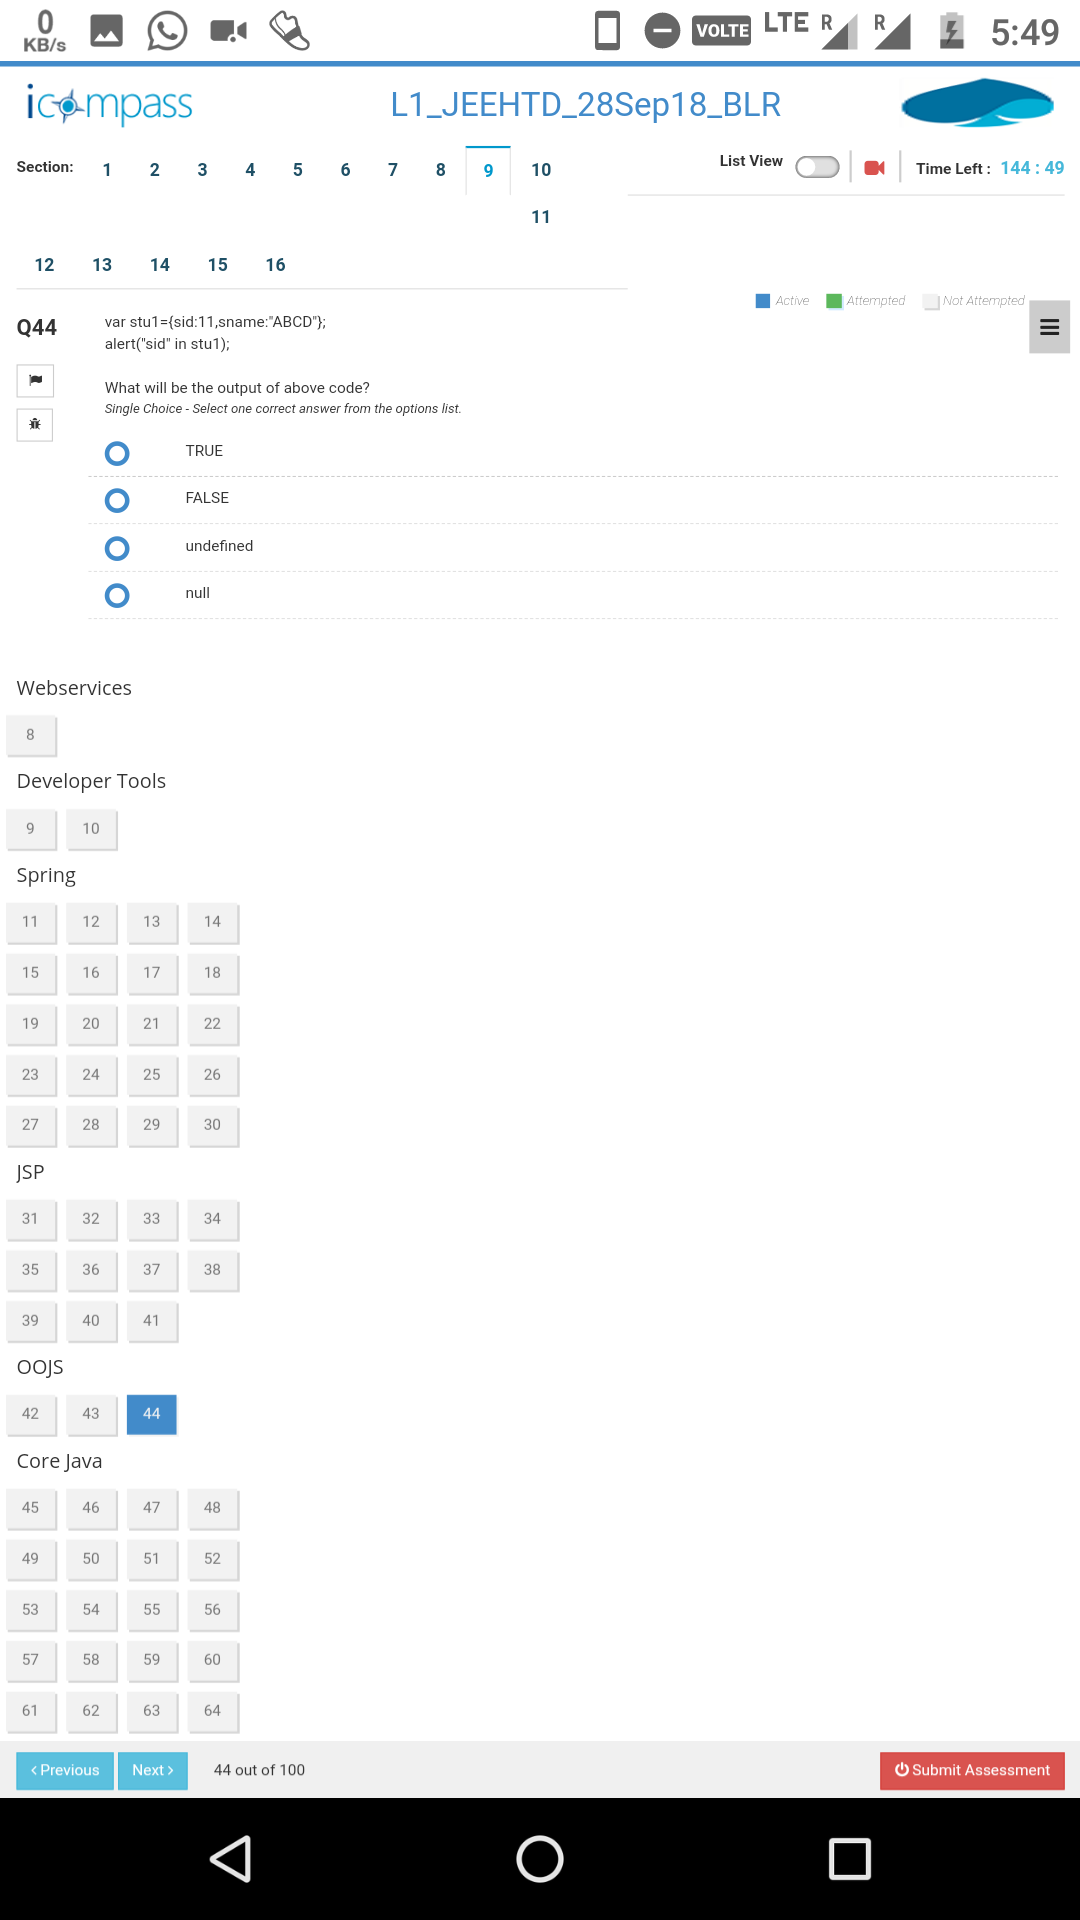 0
KB/s
VOLTE
LTE
R
R
5:49
icompass
L1_JEEHTD_28Sep18_BLR
Section:
1 2 3 4 5 6 7 8 9 10
11
12 13 14 15 16
List View
Time Left : 144 : 49
Active Attempted Not Attempted
Q44
var stu1={sid:11,sname:"ABCD"};
alert("sid" in stu1);
What will be the output of above code?
Single Choice - Select one correct answer from the options list.
TRUE
FALSE
undefined
null
Webservices
8
Developer Tools
9 10
Spring
11 12 13 14
15 16 17 18
19 20 21 22
23 24 25 26
27 28 29 30
JSP
31 32 33 34
35 36 37 38
39 40 41
OOJS
42 43 44
Core Java
45 46 47 48
49 50 51 52
53 54 55 56
57 58 59 60
61 62 63 64
Previous Next 44 out of 100 Submit Assessment